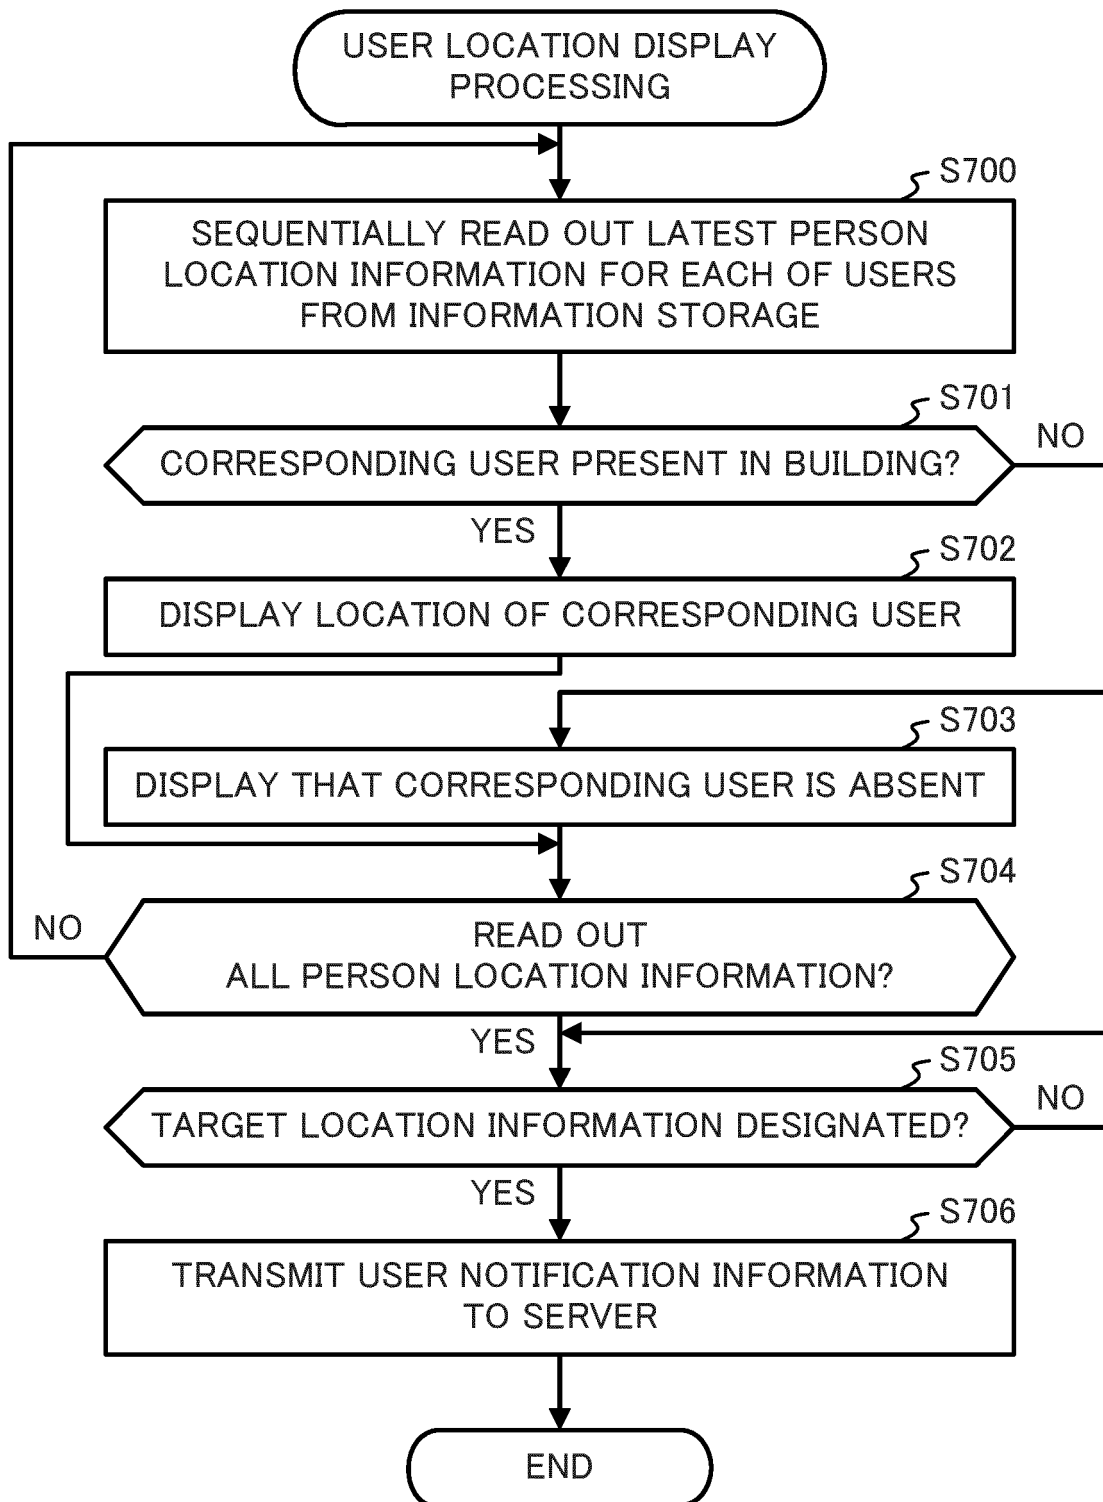 USER LOCATION DISPLAY
PROCESSING
S700
SEQUENTIALLY READ OUT LATEST PERSON
LOCATION INFORMATION FOR EACH OF USERS
FROM INFORMATION STORAGE
S701
CORRESPONDING USER PRESENT IN BUILDING?
NO
YES
S702
DISPLAY LOCATION OF CORRESPONDING USER
S703
DISPLAY THAT CORRESPONDING USER IS ABSENT
S704
READ OUT
ALL PERSON LOCATION INFORMATION?
NO
YES
S705
TARGET LOCATION INFORMATION DESIGNATED?
NO
YES
S706
TRANSMIT USER NOTIFICATION INFORMATION
TO SERVER
END